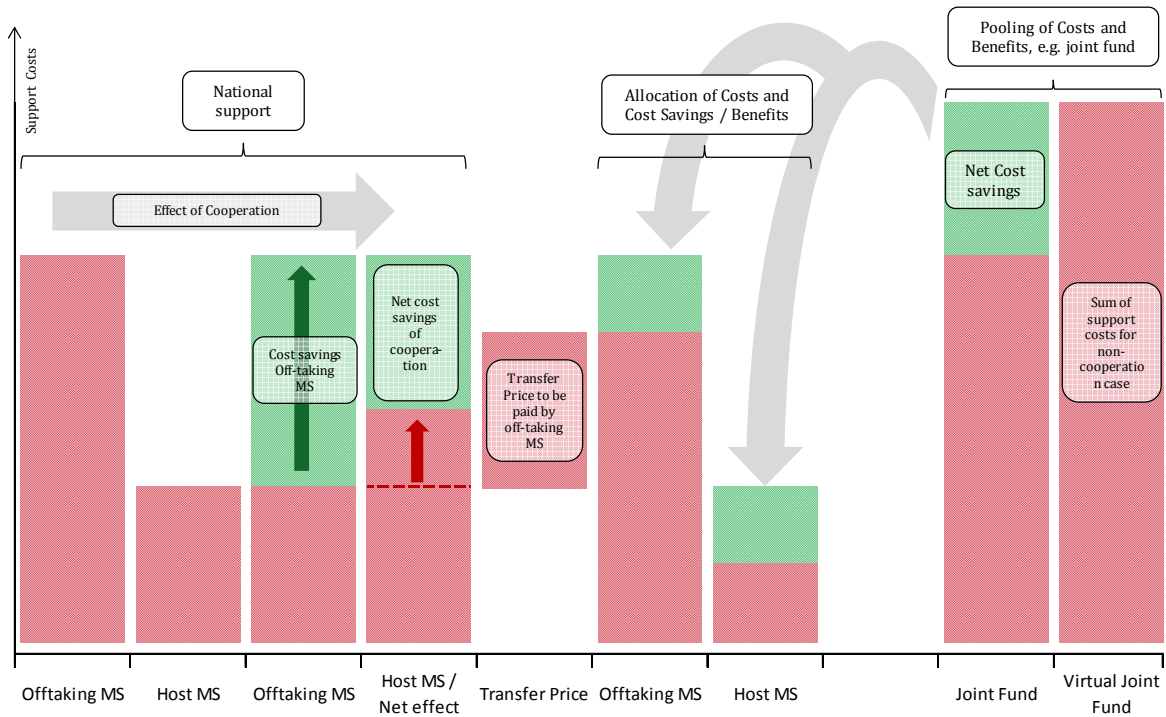 Support Costs
National
support
Effect of Cooperation
Allocation of Costs and
Cost Savings / Benefits
Pooling of Costs and
Benefits, e.g. joint fund
Cost savings
Off-taking
MS
Net cost
savings
of
coopera-
tion
Transfer
Price to be
paid by
off-taking
MS
Net Cost
savings
Sum of
support
costs for
non-
cooperatio
n case
Offtaking MS
Host MS
Offtaking MS
Host MS /
Net effect
Transfer Price
Offtaking MS
Host MS
Joint Fund
Virtual Joint
Fund